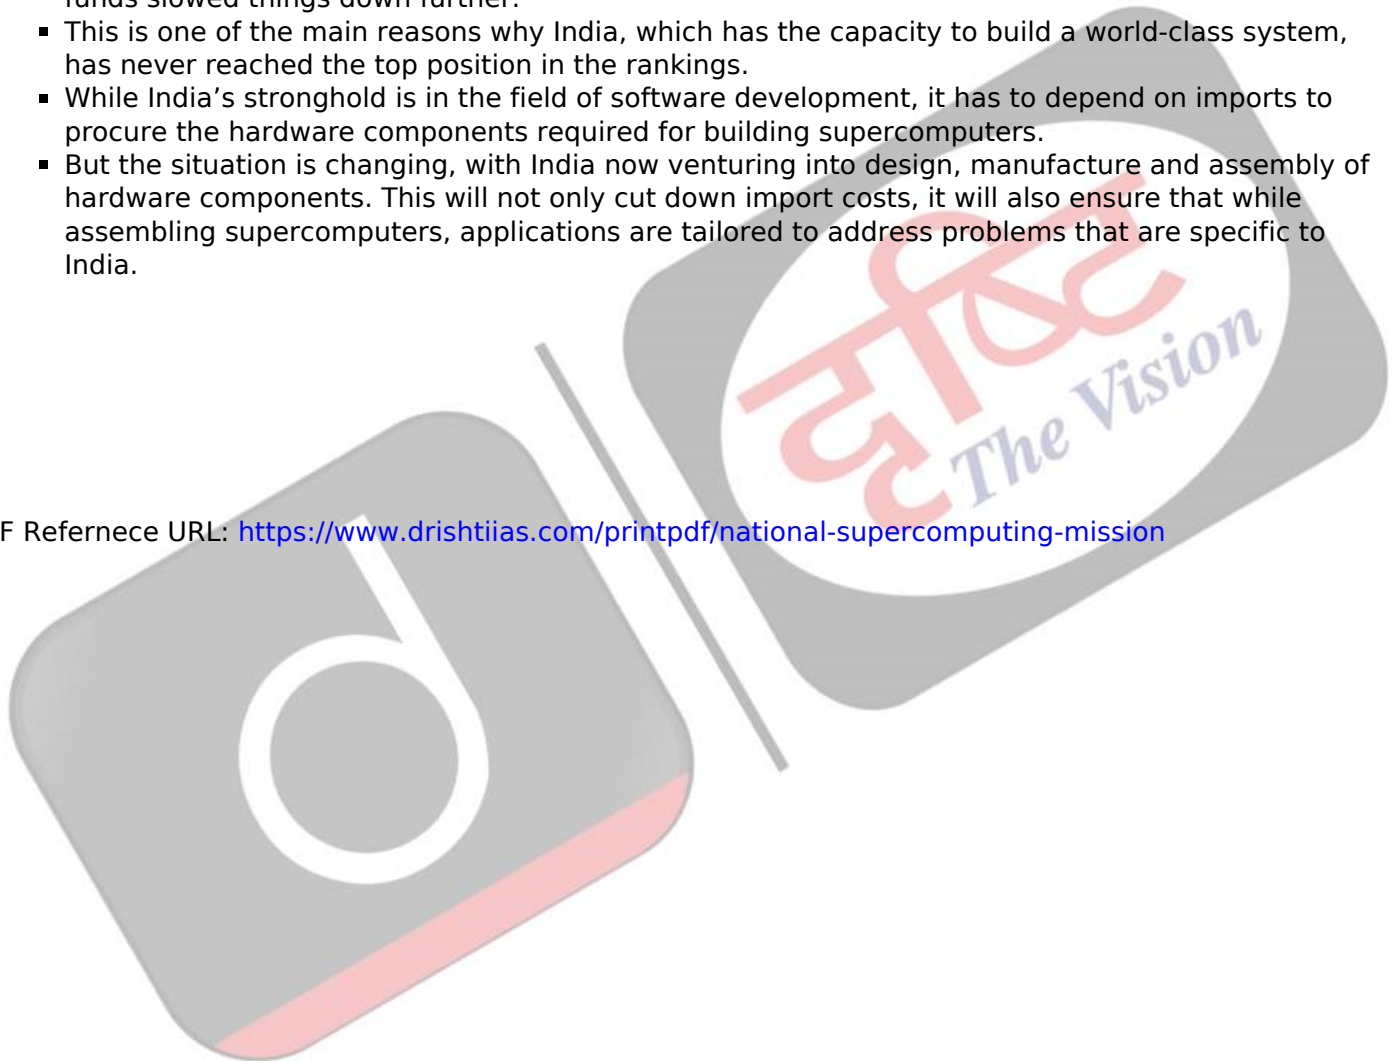 funds slowed things down further.
▪ This is one of the main reasons why India, which has the capacity to build a world-class system,
has never reached the top position in the rankings.
▪ While India’s stronghold is in the field of software development, it has to depend on imports to
procure the hardware components required for building supercomputers.
▪ But the situation is changing, with India now venturing into design, manufacture and assembly of
hardware components. This will not only cut down import costs, it will also ensure that while
assembling supercomputers, applications are tailored to address problems that are specific to
India.
दृष्टि
The Vision
F Refernece URL: https://www.drishtiias.com/printpdf/national-supercomputing-mission
d